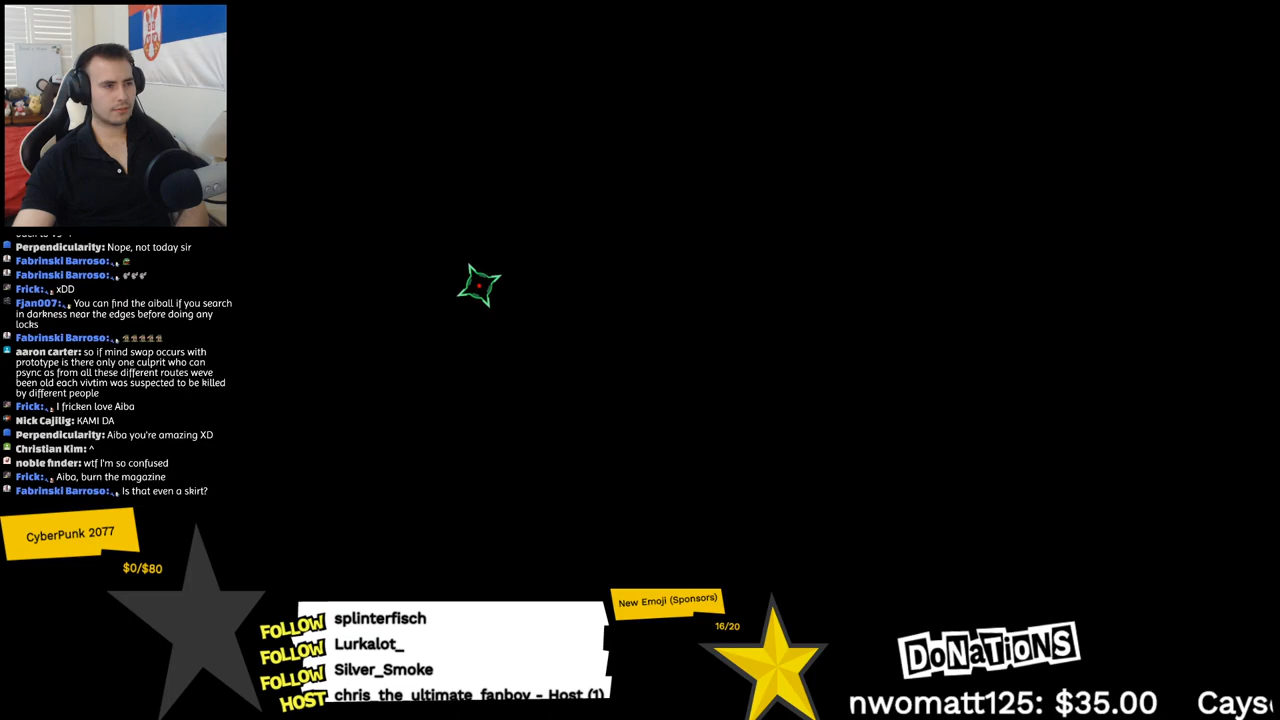 Perpendicularity: Nope, not today sir
Fabrinski Barroso:
Fabrinski Barroso:
Frick: xDD
Fjan007: You can find the aiball if you search
in darkness near the edges before doing any
locks
Fabrinski Barroso:
aaron carter: so if mind swap occurs with
prototype is there only one culprit who can
psync as from all these different routes weve
been old each vivtim was suspected to be killed
by different people
Frick: I fricken love Aiba
Nick Cajilig: KAMI DA
Perpendicularity: Aiba you're amazing XD
Christian Kim: ^
noble finder: wtf I'm so confused
Frick: Aiba, burn the magazine
Fabrinski Barroso: Is that even a skirt?
CyberPunk 2077
$0/$80
FOLLOW splinterfisch
FOLLOW Lurkalot_
FOLLOW Silver_Smoke
HOST chris_the_ultimate_fanboy - Host (1)
New Emoji (Sponsors)
16/20
DoNaTioNS
nwomatt125: $35.00 Cays